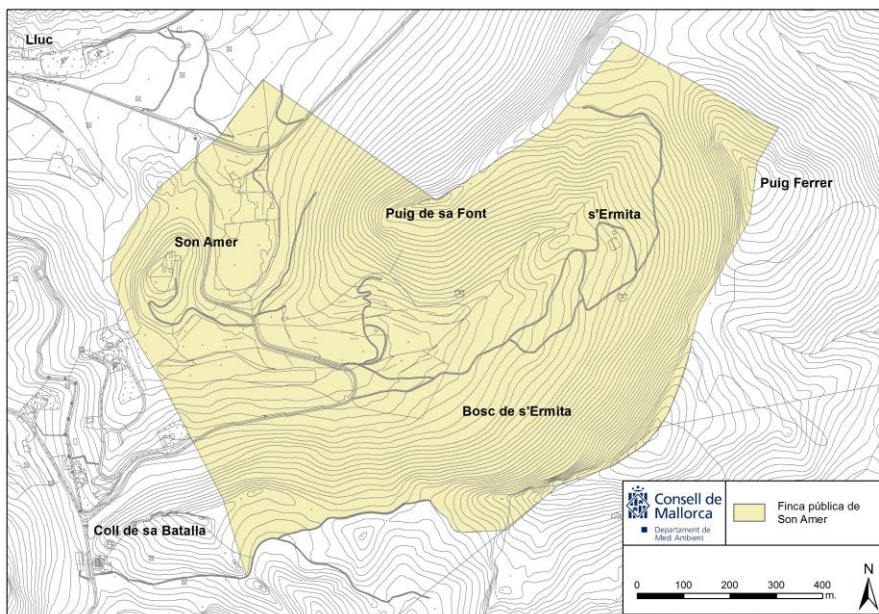 Lluc
Puig Ferrer
Puig de sa Font
s'Ermita
Son Amer
Bosc de s'Ermita
Coll de sa Batalla
Consell de
Mallorca
Departament de
Medi Ambient
Finca pública de
Son Amer
N
0 100 200 300 400
m.